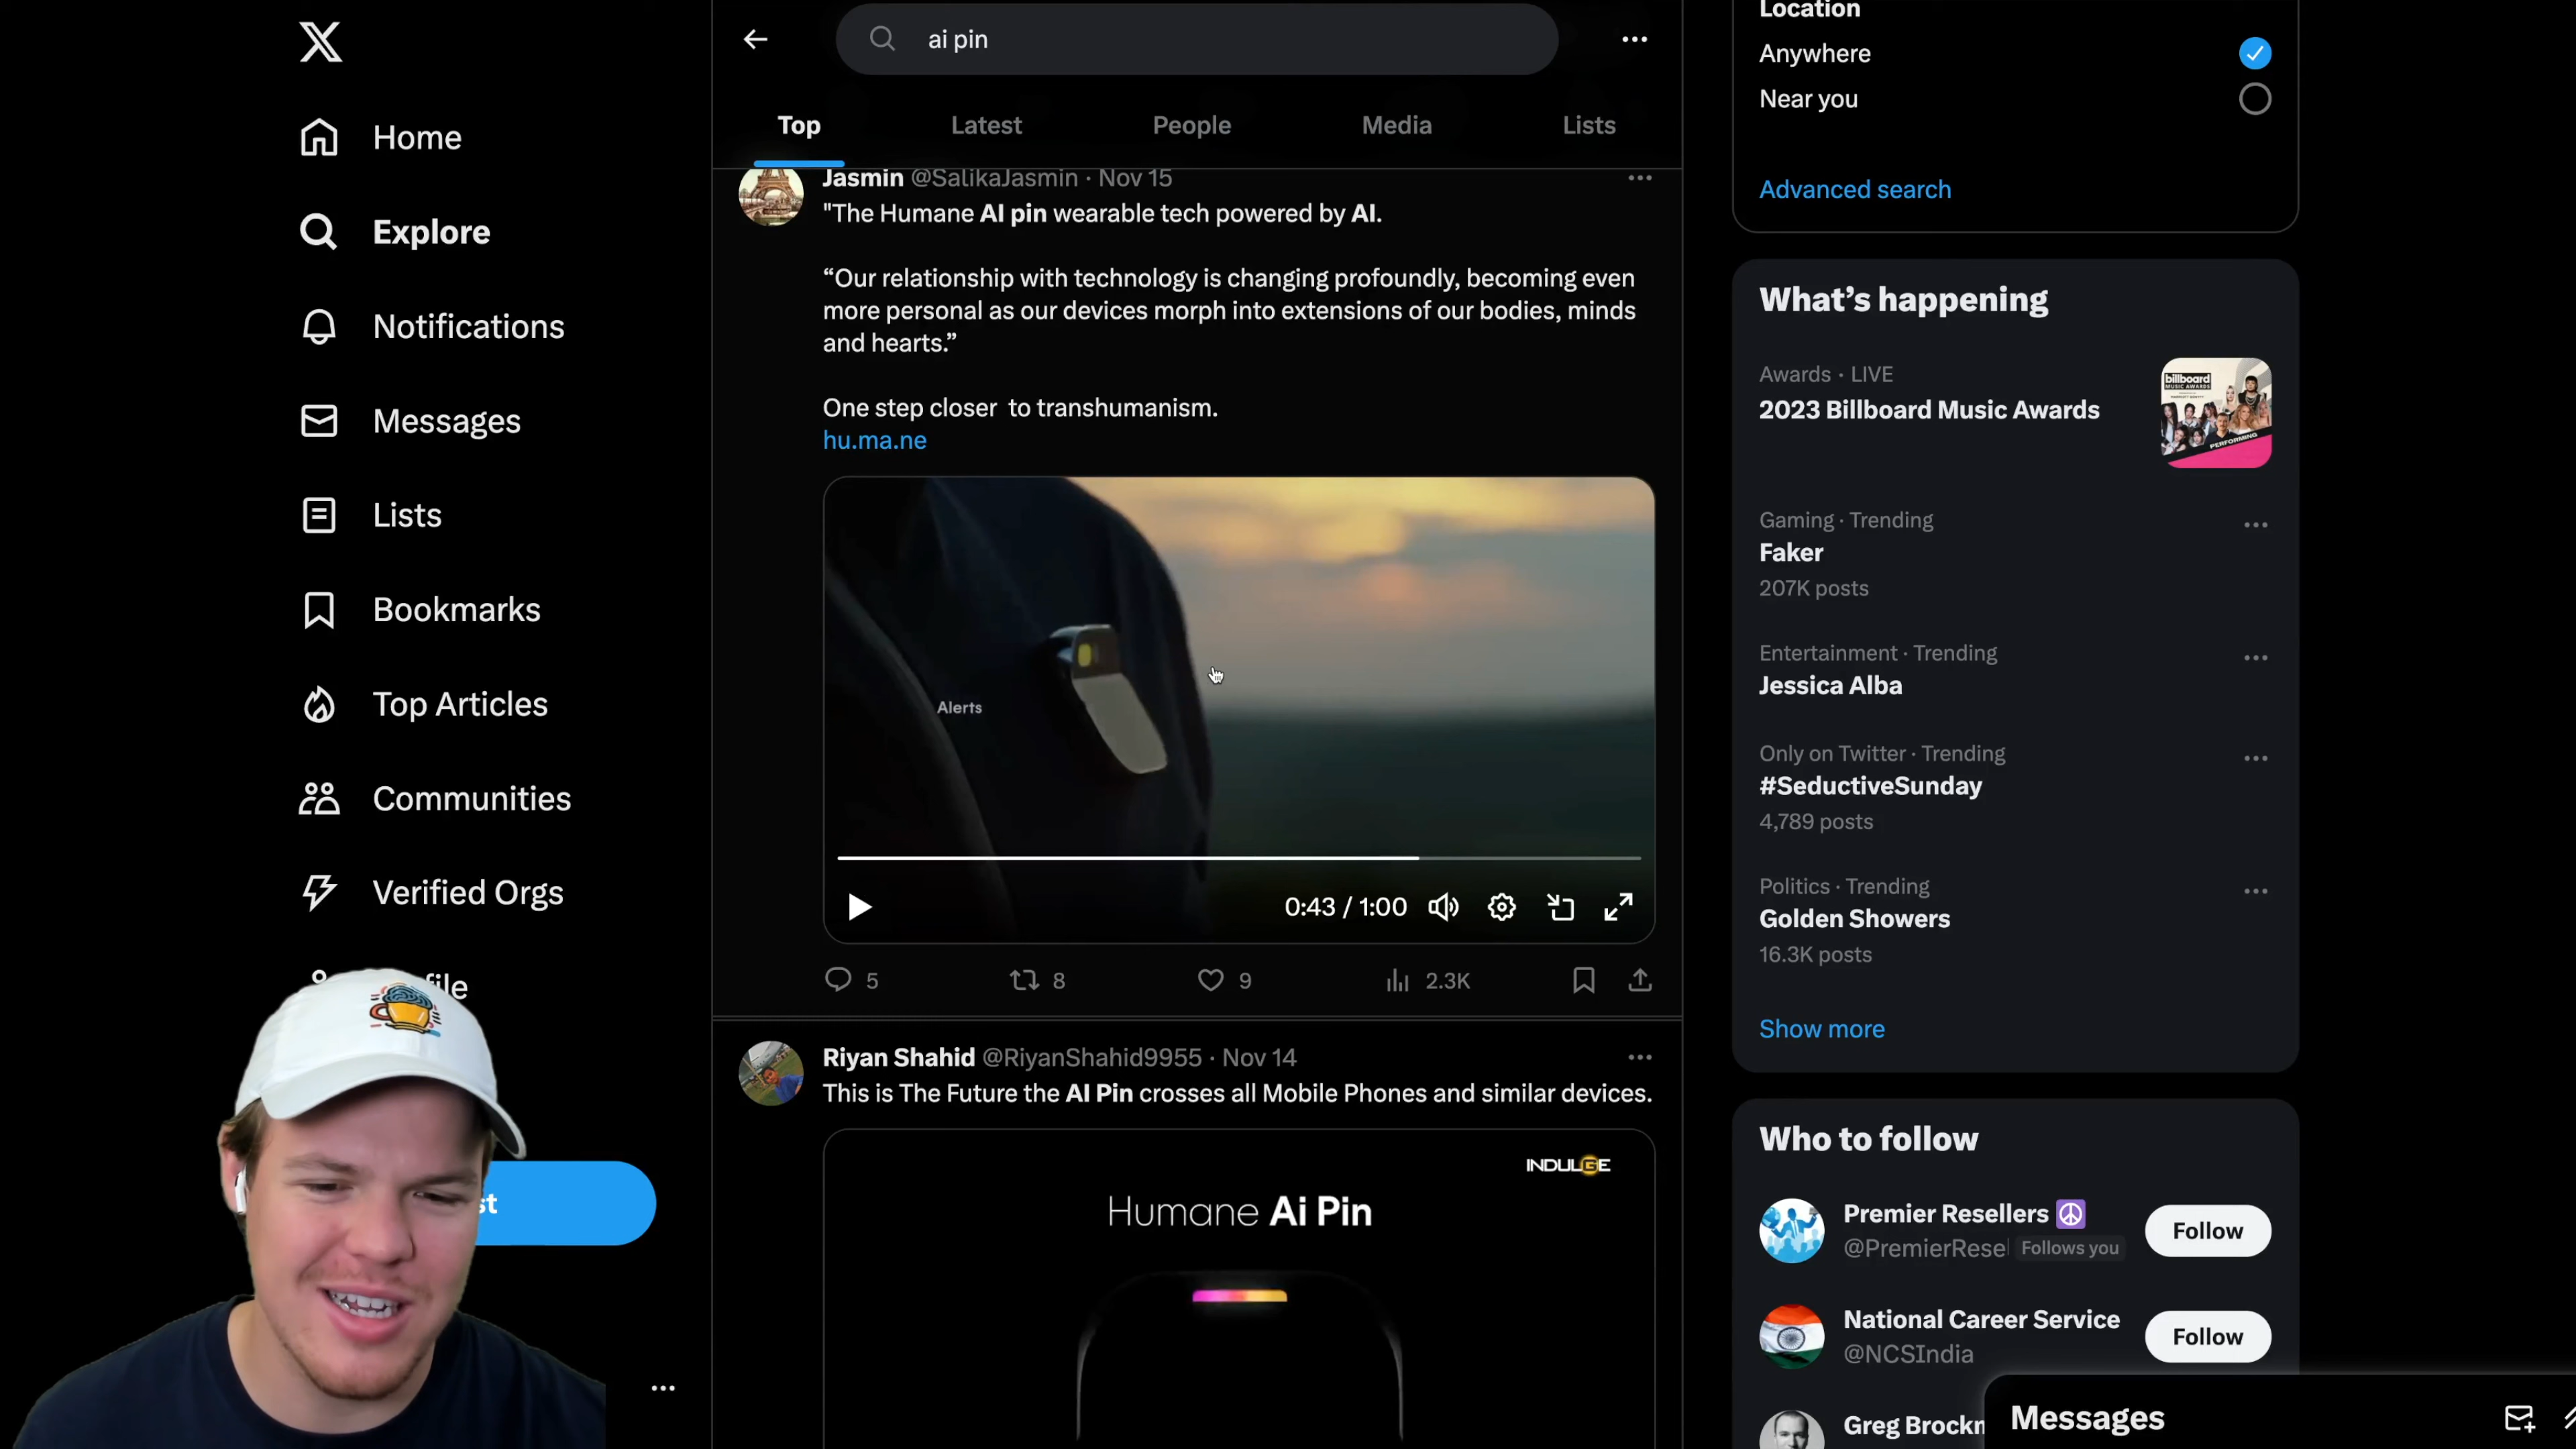 Home
Explore
Notifications
Messages
Lists
Bookmarks
Top Articles
Communities
Verified Orgs
file
st
ai pin
Top
Latest
People
Media
Lists
Jasmin @SalikaJasmin · Nov 15
"The Humane AI pin wearable tech powered by AI.
“Our relationship with technology is changing profoundly, becoming even
more personal as our devices morph into extensions of our bodies, minds
and hearts.”
One step closer to transhumanism.
hu.ma.ne
Alerts
0:43 / 1:00
5
8
9
2.3K
Riyan Shahid @RiyanShahid9955 · Nov 14
This is The Future the AI Pin crosses all Mobile Phones and similar devices.
INDULGE
Humane Ai Pin
Location
Anywhere
Near you
Advanced search
What’s happening
Awards · LIVE
2023 Billboard Music Awards
billboard
MUSIC AWARDS
PERFORMING
Gaming · Trending
Faker
207K posts
Entertainment · Trending
Jessica Alba
Only on Twitter · Trending
#SeductiveSunday
4,789 posts
Politics · Trending
Golden Showers
16.3K posts
Show more
Who to follow
Premier Resellers
@PremierResel Follows you
Follow
National Career Service
@NCSIndia
Follow
Greg Brockn
Messages